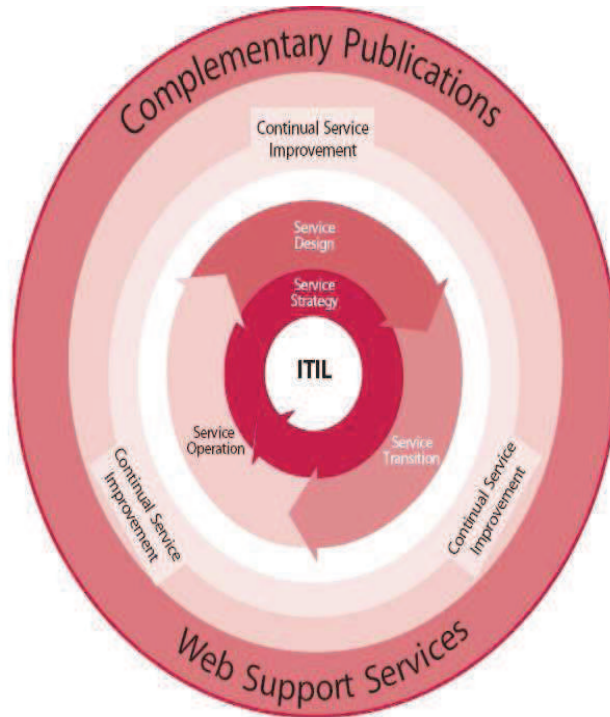 Complementary Publications
Continual Service
Improvement
Service
Design
Service
Strategy
ITIL
Service
Operation
Service
Transition
Continual Service
Improvement
Continual Service
Improvement
Web Support Services